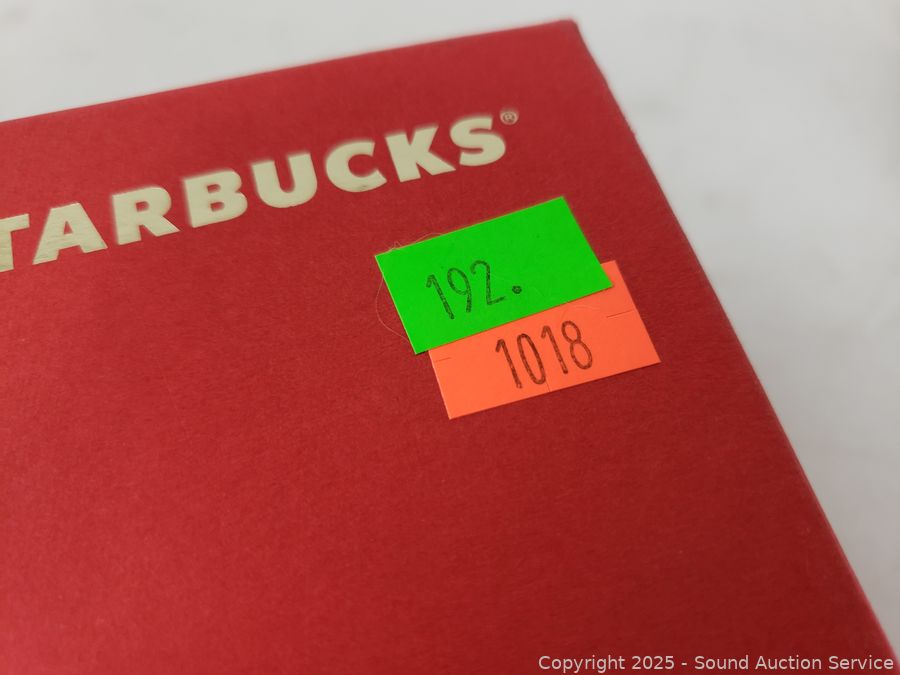 TARBUCKS®
192.
1018
Copyright 2025 - Sound Auction Service